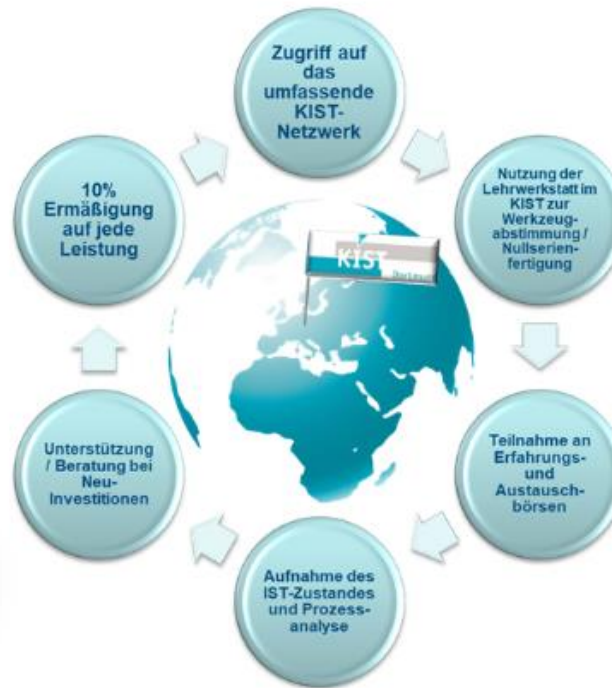 Zugriff auf
das
umfassende
KIST-
Netzwerk
Nutzung der
Lehrwerkstatt im
KIST zur
Werkzeug-
abstimmung /
Nullserien-
fertigung
Teilnahme an
Erfahrungs-
und
Austausch-
börsen
Aufnahme des
IST-Zustandes
und Prozess-
analyse
Unterstützung
/ Beratung bei
Neu-
Investitionen
10%
Ermäßigung
auf jede
Leistung
KIST
Dortmund